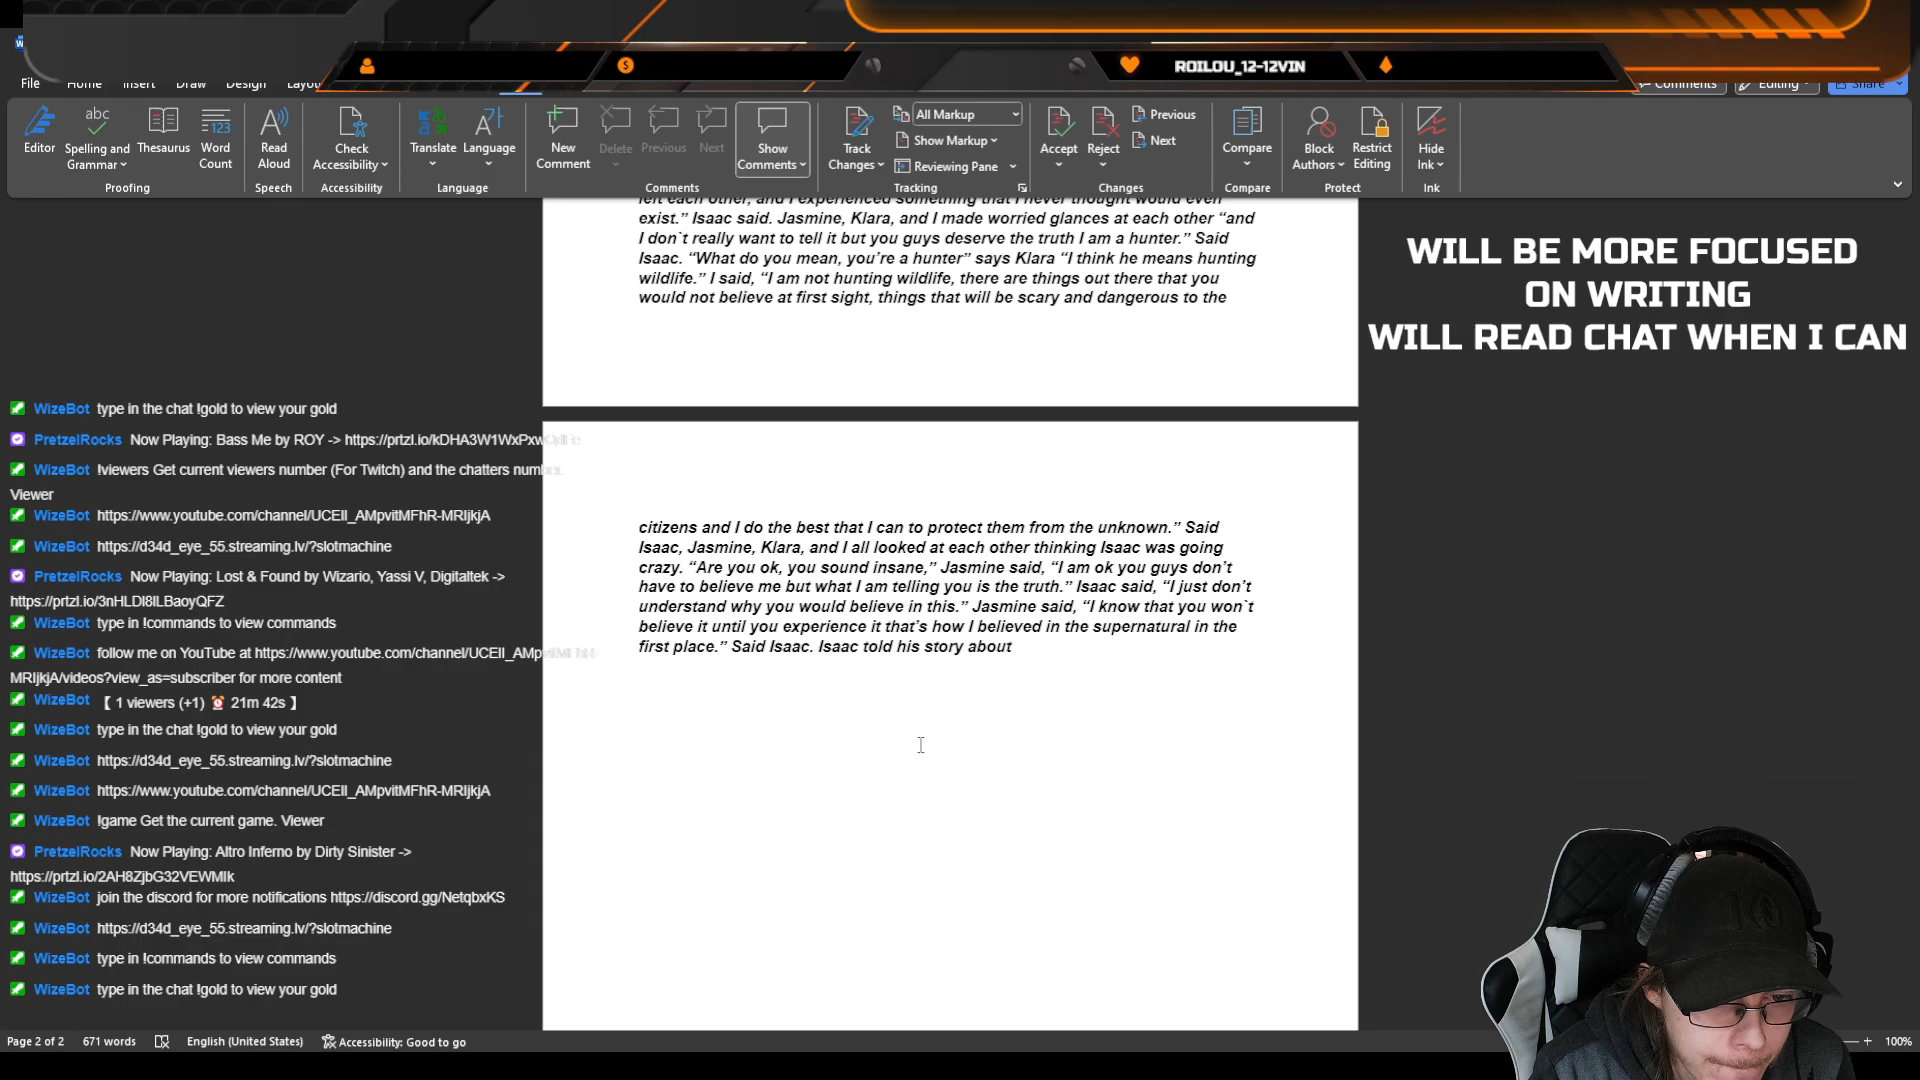 ROILOU_12-12VIN
File Home Insert Draw Design Comments Editing Share
Editor
Spelling and Grammar
Thesaurus
Word Count
Proofing
Read Aloud
Speech
Check Accessibility
Accessibility
Translate
Language
Language
New Comment
Delete
Previous
Next
Show Comments
Comments
Track Changes
All Markup
Show Markup
Reviewing Pane
Tracking
Accept
Reject
Previous
Next
Changes
Compare
Compare
Block Authors
Restrict Editing
Protect
Hide Ink
Ink
left each other, and I experienced something that I never thought would even
exist.” Isaac said. Jasmine, Klara, and I made worried glances at each other “and
I don`t really want to tell it but you guys deserve the truth I am a hunter.” Said
Isaac. “What do you mean, you’re a hunter” says Klara “I think he means hunting
wildlife.” I said, “I am not hunting wildlife, there are things out there that you
would not believe at first sight, things that will be scary and dangerous to the
WILL BE MORE FOCUSED
ON WRITING
WILL READ CHAT WHEN I CAN
citizens and I do the best that I can to protect them from the unknown.” Said
Isaac, Jasmine, Klara, and I all looked at each other thinking Isaac was going
crazy. “Are you ok, you sound insane,” Jasmine said, “I am ok you guys don’t
have to believe me but what I am telling you is the truth.” Isaac said, “I just don’t
understand why you would believe in this.” Jasmine said, “I know that you won`t
believe it until you experience it that’s how I believed in the supernatural in the
first place.” Said Isaac. Isaac told his story about
WizeBot type in the chat !gold to view your gold
PretzelRocks Now Playing: Bass Me by ROY ->
WizeBot !viewers Get current viewers number (For Twitch) and the chatters number.
Viewer
WizeBot https://www.youtube.com/channel/UCEIl_AMpvitMFhR-MRIjkjA
WizeBot https://d34d_eye_55.streaming.lv/?slotmachine
PretzelRocks Now Playing: Lost & Found by Wizario, Yassi V, Digitaltek ->
https://prtzl.io/3nHLDI8ILBaoyQFZ
WizeBot type in !commands to view commands
WizeBot follow me on YouTube at https://www.youtube.com/channel/UCEIl_AMpvitMFhR-
MRIjkjA/videos?view_as=subscriber for more content
WizeBot 【 1 viewers (+1) ⏰ 21m 42s 】
WizeBot type in the chat !gold to view your gold
WizeBot https://d34d_eye_55.streaming.lv/?slotmachine
WizeBot https://www.youtube.com/channel/UCEIl_AMpvitMFhR-MRIjkjA
WizeBot !game Get the current game. Viewer
PretzelRocks Now Playing: Altro Inferno by Dirty Sinister ->
https://prtzl.io/2AH8ZjbG32VEWMlk
WizeBot join the discord for more notifications https://discord.gg/NetqbxKS
WizeBot https://d34d_eye_55.streaming.lv/?slotmachine
WizeBot type in !commands to view commands
WizeBot type in the chat !gold to view your gold
Page 2 of 2 671 words English (United States) Accessibility: Good to go 100%